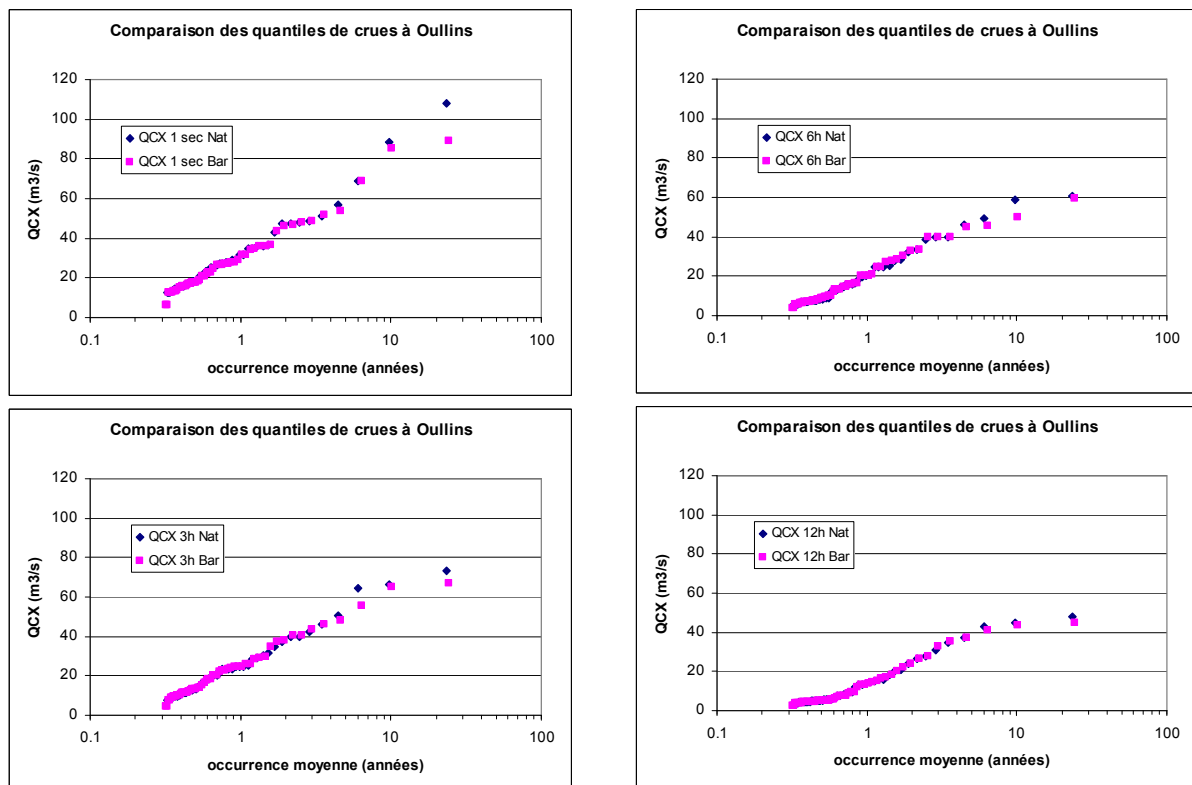 Comparaison des quantiles de crues à Oullins
120
100
80
60
40
20
0
QCX (m3/s)
QCX 1 sec Nat
QCX 1 sec Bar
0.1 1 10 100
occurrence moyenne (années)
Comparaison des quantiles de crues à Oullins
120
100
80
60
40
20
0
QCX (m3/s)
QCX 6h Nat
QCX 6h Bar
0.1 1 10 100
occurrence moyenne (années)
Comparaison des quantiles de crues à Oullins
120
100
80
60
40
20
0
QCX (m3/s)
QCX 3h Nat
QCX 3h Bar
0.1 1 10 100
occurrence moyenne (années)
Comparaison des quantiles de crues à Oullins
120
100
80
60
40
20
0
QCX (m3/s)
QCX 12h Nat
QCX 12h Bar
0.1 1 10 100
occurrence moyenne (années)